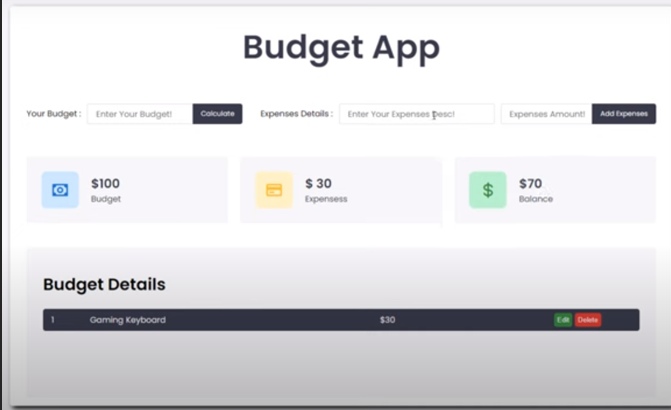 Budget App
Your Budget : Enter Your Budget! Calculate Expenses Details : Enter Your Expenses Desc! Expenses Amount! Add Expenses
$100 $ 30 $70
Budget Expensess Balance
Budget Details
1 Gaming Keyboard $30 Edit Delete